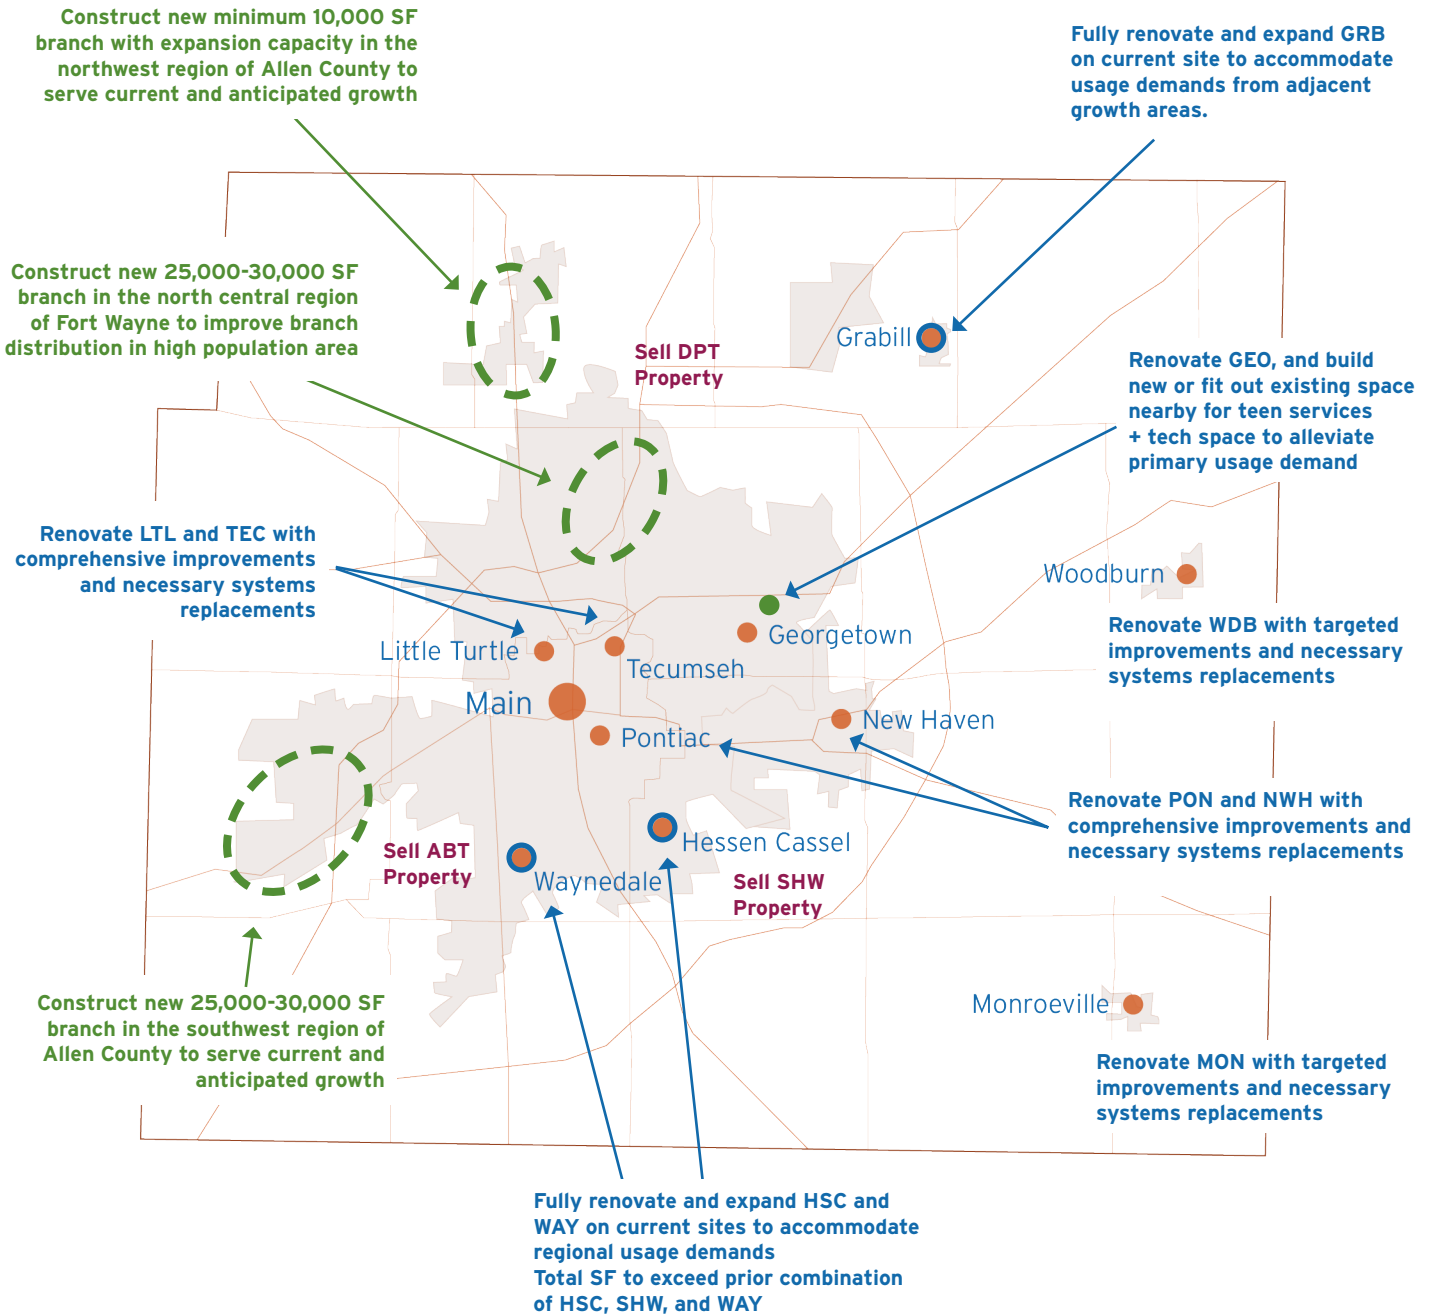 Construct new minimum 10,000 SF
branch with expansion capacity in the
northwest region of Allen County to
serve current and anticipated growth
Fully renovate and expand GRB
on current site to accommodate
usage demands from adjacent
growth areas.
Construct new 25,000-30,000 SF
branch in the north central region
of Fort Wayne to improve branch
distribution in high population area
Sell DPT
Property
Grabill
Renovate GEO, and build
new or fit out existing space
nearby for teen services
+ tech space to alleviate
primary usage demand
Renovate LTL and TEC with
comprehensive improvements
and necessary systems
replacements
Woodburn
Renovate WDB with targeted
improvements and necessary
systems replacements
Little Turtle
Tecumseh
Georgetown
Main
Pontiac
New Haven
Renovate PON and NWH with
comprehensive improvements and
necessary systems replacements
Sell ABT
Property
Waynedale
Hessen Cassel
Sell SHW
Property
Construct new 25,000-30,000 SF
branch in the southwest region of
Allen County to serve current and
anticipated growth
Monroeville
Renovate MON with targeted
improvements and necessary
systems replacements
Fully renovate and expand HSC and
WAY on current sites to accommodate
regional usage demands
Total SF to exceed prior combination
of HSC, SHW, and WAY